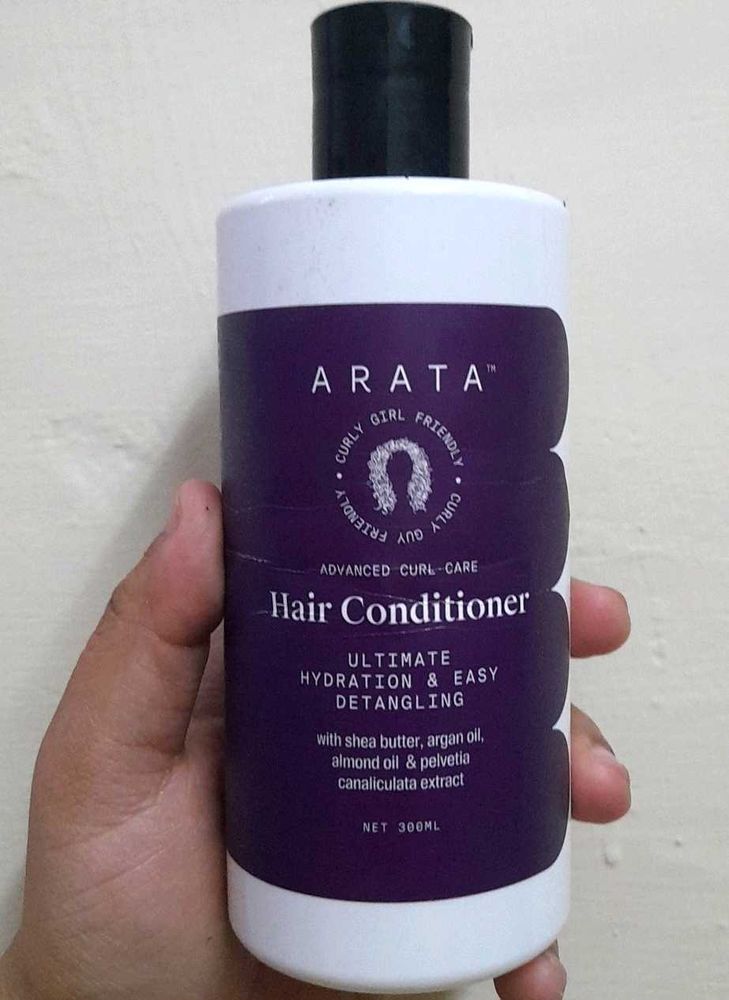 ARATA™
CURLY GIRL FRIENDLY • CURLY GUY FRIENDLY •
ADVANCED CURL-CARE
Hair Conditioner
ULTIMATE
HYDRATION & EASY
DETANGLING
with shea butter, argan oil,
almond oil & pelvetia
canaliculata extract
NET 300ML